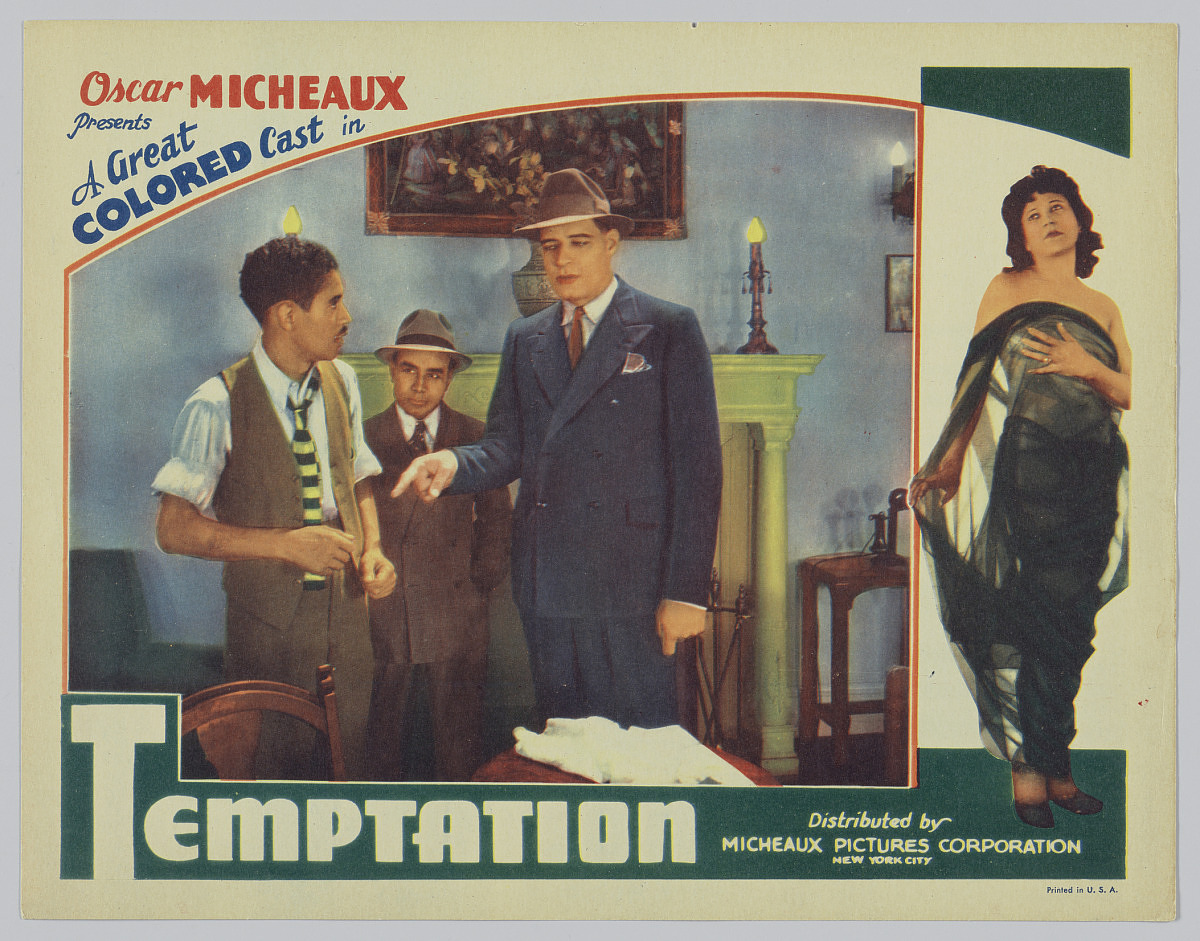 Oscar MICHEAUX
Presents
A Great
COLORED Cast in
TEMPTATION
Distributed by
MICHEAUX PICTURES CORPORATION
NEW YORK CITY
Printed in U. S. A.